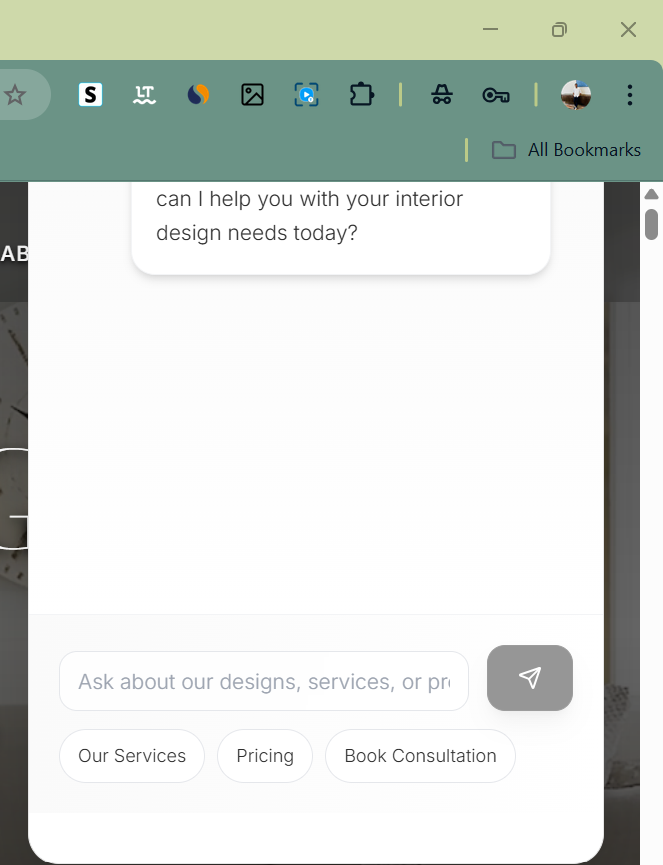 S
LT
All Bookmarks
can I help you with your interior
design needs today?
AB
G
Ask about our designs, services, or pr
Our Services
Pricing
Book Consultation